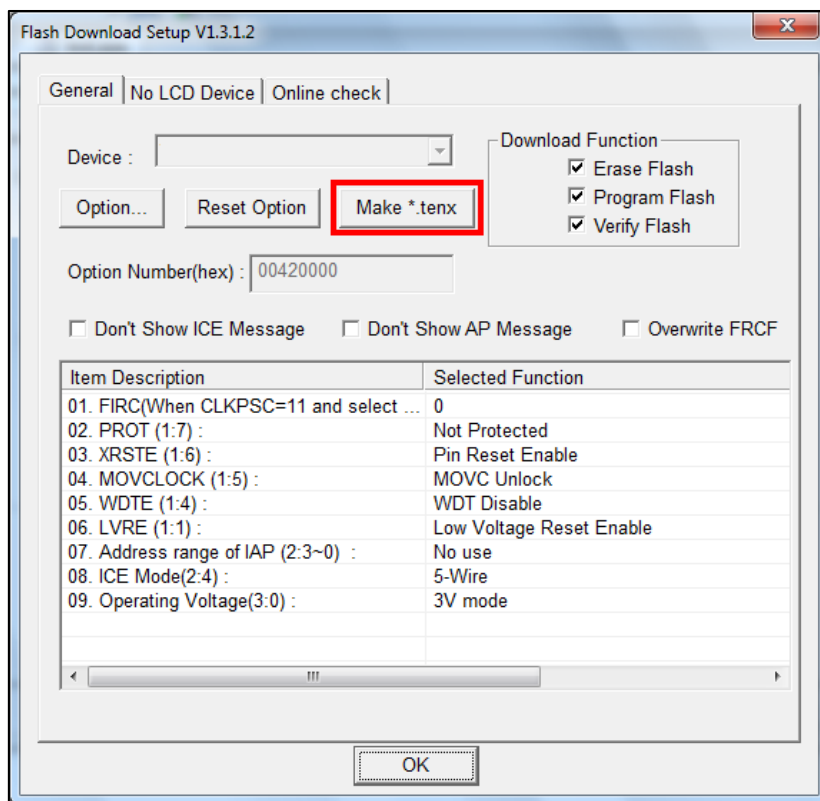 Flash Download Setup V1.3.1.2
General No LCD Device Online check
Device :
Download Function
Erase Flash
Program Flash
Verify Flash
Option... Reset Option Make *.tenx
Option Number(hex) : 00420000
Don't Show ICE Message Don't Show AP Message Overwrite FRCF
Item Description Selected Function
01. FIRC(When CLKPSC=11 and select ... 0
02. PROT (1:7) : Not Protected
03. XRSTE (1:6) : Pin Reset Enable
04. MOVCLOCK (1:5) : MOVC Unlock
05. WDTE (1:4) : WDT Disable
06. LVRE (1:1) : Low Voltage Reset Enable
07. Address range of IAP (2:3~0) : No use
08. ICE Mode(2:4) : 5-Wire
09. Operating Voltage(3:0) : 3V mode
OK